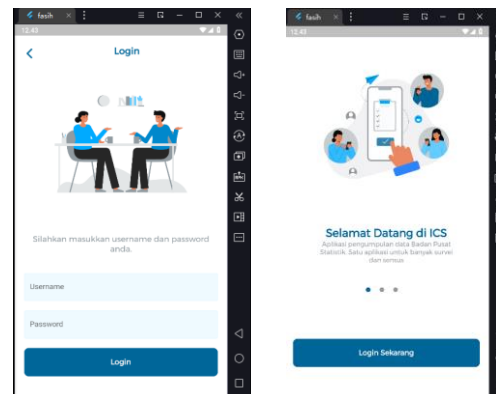 fasih
12.43
Login
Silahkan masukkan username dan password
anda.
Username
Password
Login
fasih
12.43
Selamat Datang di ICS
Aplikasi pengumpulan data Badan Pusat
Statistik. Satu aplikasi untuk banyak survei
dan sensus
Login Sekarang